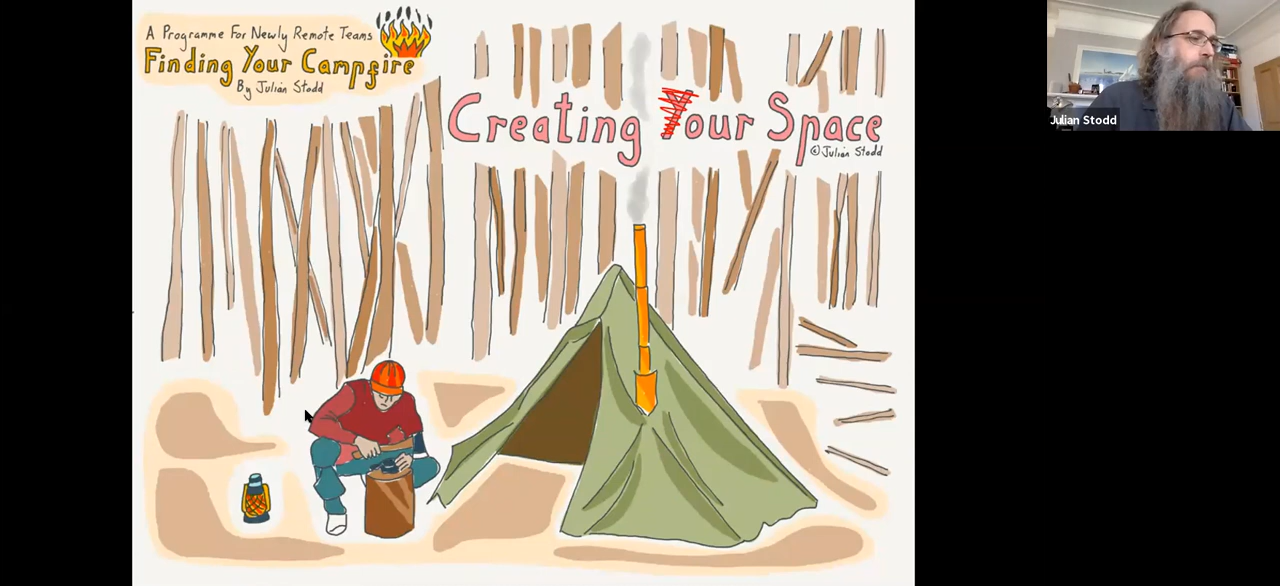 A Programme For Newly Remote Teams
Finding Your Campfire
By Julian Stodd
Creating Your Space
© Julian Stodd
Julian Stodd